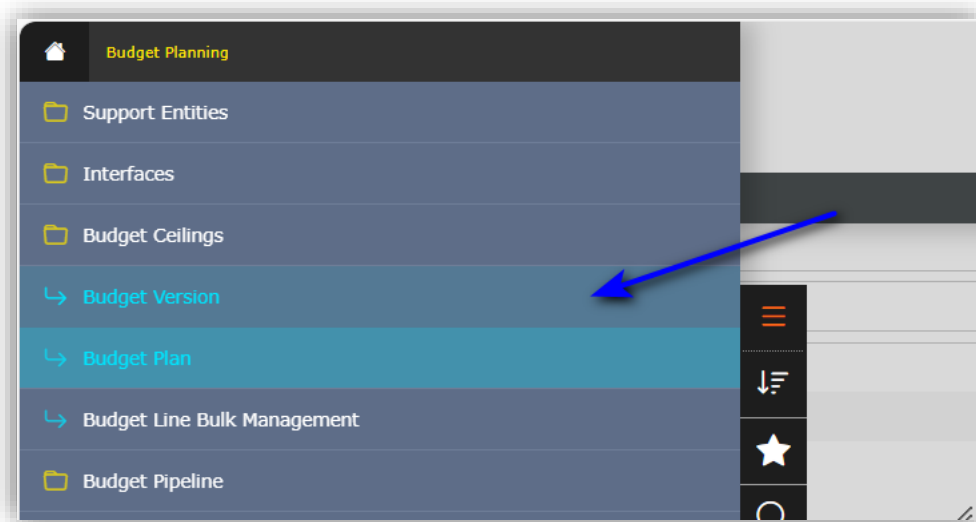 Budget Planning
Support Entities
Interfaces
Budget Ceilings
Budget Version
Budget Plan
Budget Line Bulk Management
Budget Pipeline